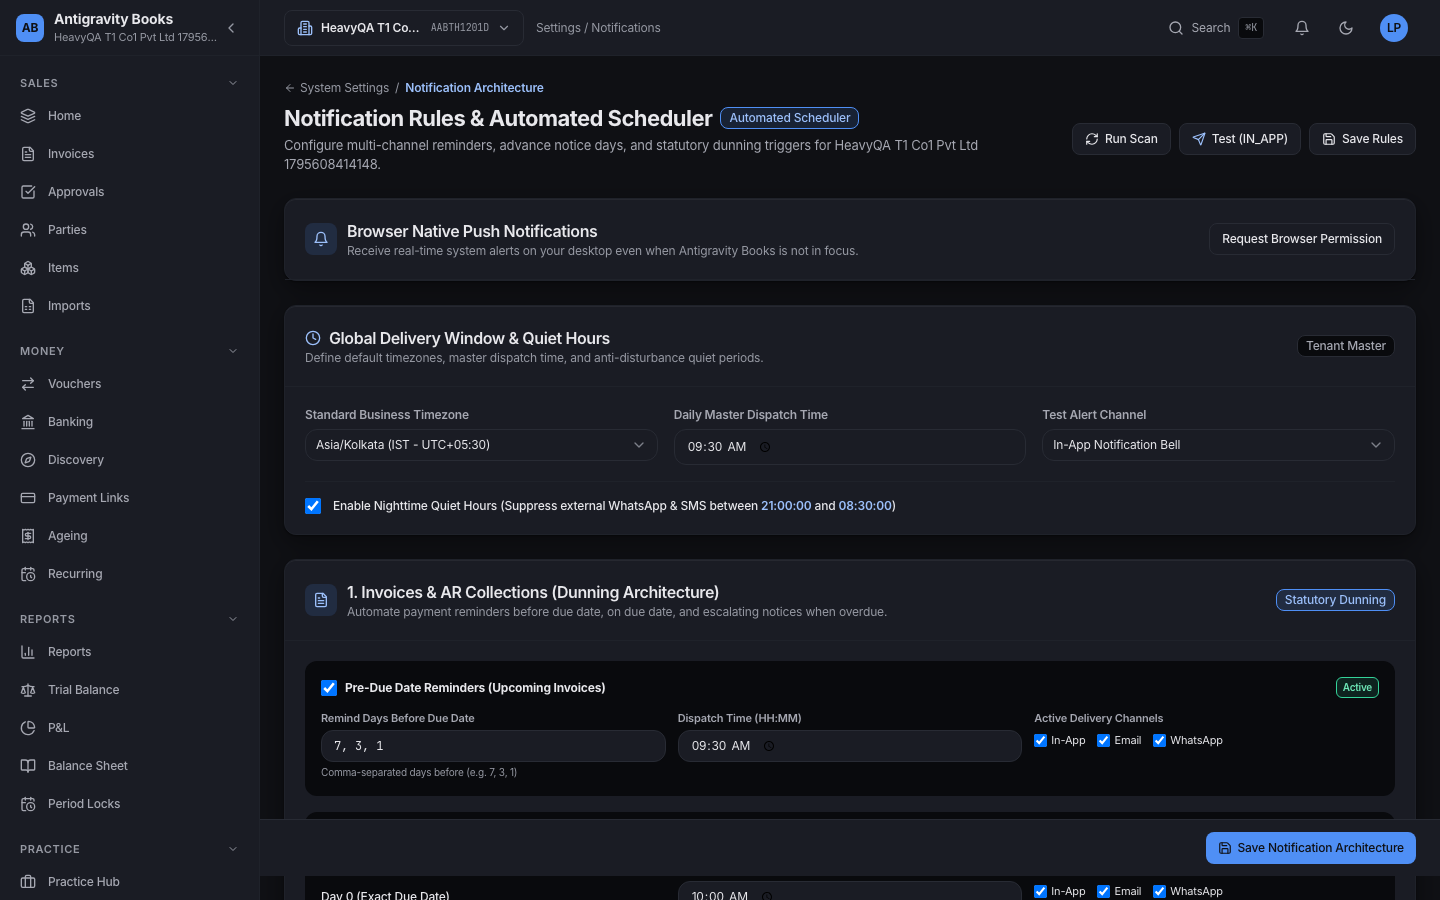 AB
Antigravity Books
HeavyQA T1 Co1 Pvt Ltd 17956...
HeavyQA T1 Co... AABTH1201D
Settings / Notifications
Search ⌘K
LP
SALES
Home
Invoices
Approvals
Parties
Items
Imports
MONEY
Vouchers
Banking
Discovery
Payment Links
Ageing
Recurring
REPORTS
Reports
Trial Balance
P&L
Balance Sheet
Period Locks
PRACTICE
Practice Hub
← System Settings / Notification Architecture
Notification Rules & Automated Scheduler Automated Scheduler
Configure multi-channel reminders, advance notice days, and statutory dunning triggers for HeavyQA T1 Co1 Pvt Ltd
1795608414148.
Run Scan
Test (IN_APP)
Save Rules
Browser Native Push Notifications
Receive real-time system alerts on your desktop even when Antigravity Books is not in focus.
Request Browser Permission
Global Delivery Window & Quiet Hours
Define default timezones, master dispatch time, and anti-disturbance quiet periods.
Tenant Master
Standard Business Timezone
Asia/Kolkata (IST - UTC+05:30)
Daily Master Dispatch Time
09:30 AM
Test Alert Channel
In-App Notification Bell
Enable Nighttime Quiet Hours (Suppress external WhatsApp & SMS between 21:00:00 and 08:30:00)
1. Invoices & AR Collections (Dunning Architecture)
Automate payment reminders before due date, on due date, and escalating notices when overdue.
Statutory Dunning
Pre-Due Date Reminders (Upcoming Invoices)
Active
Remind Days Before Due Date
7, 3, 1
Comma-separated days before (e.g. 7, 3, 1)
Dispatch Time (HH:MM)
09:30 AM
Active Delivery Channels
In-App Email WhatsApp
Save Notification Architecture
Day 0 (Exact Due Date)
10:00 AM
In-App Email WhatsApp